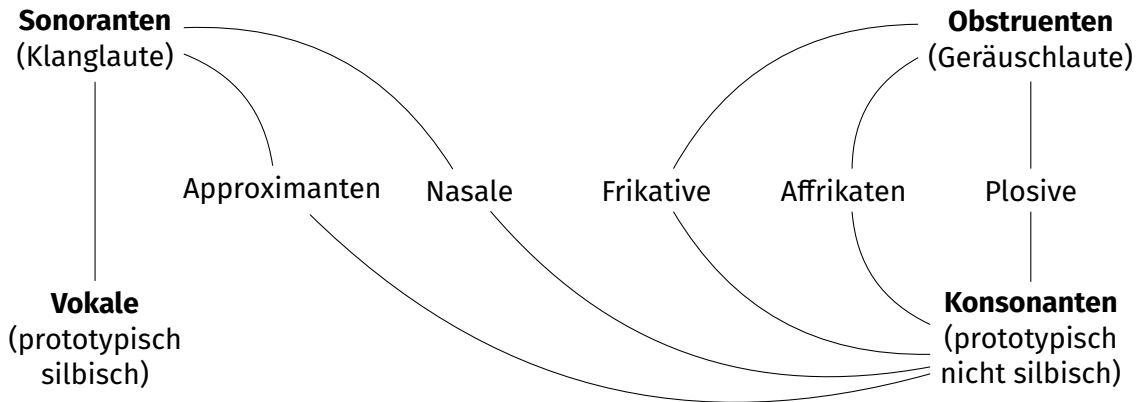 Sonoranten
(Klanglaute)
Obstruenten
(Geräuschlaute)
Approximanten
Nasale
Frikative
Affrikaten
Plosive
Vokale
(prototypisch
silbisch)
Konsonanten
(prototypisch
nicht silbisch)